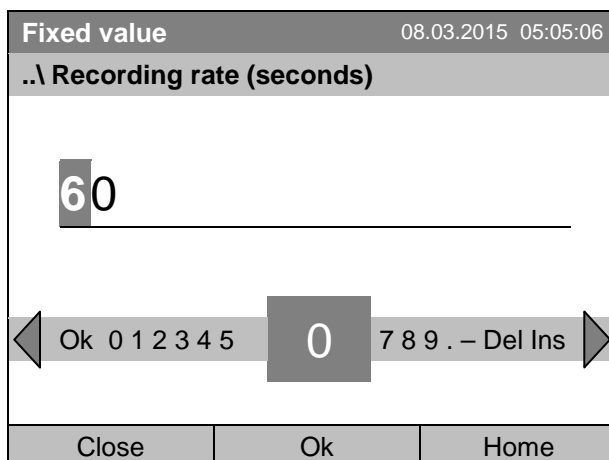 Fixed value 08.03.2015 05:05:06
..\ Recording rate (seconds)
60
Ok 0 1 2 3 4 5 0 7 8 9 . – Del Ins
Close Ok Home